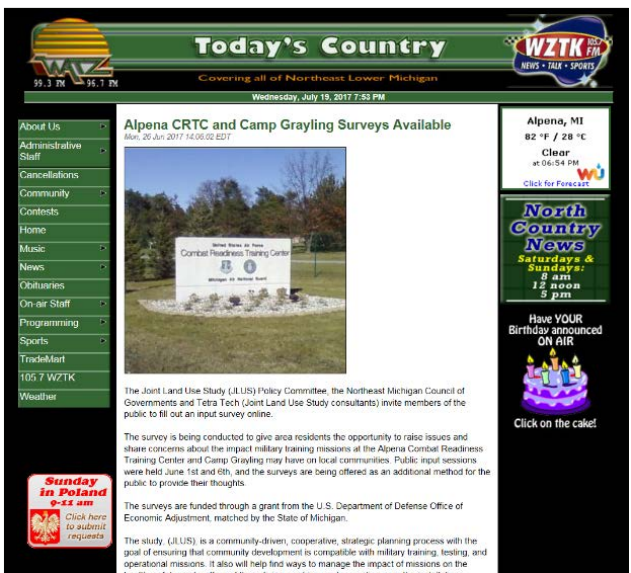 WATZ
99.3 FM 96.7 FM
Today's Country
Covering all of Northeast Lower Michigan
WZTK 105.7 FM
NEWS • TALK • SPORTS
Wednesday, July 19, 2017 7:53 PM
About Us
Administrative
Staff
Cancellations
Community
Contests
Home
Music
News
Obituaries
On-air Staff
Programming
Sports
TradeMart
105.7 WZTK
Weather
Sunday
in Poland
9-11 am
Click here
to submit
requests
Alpena CRTC and Camp Grayling Surveys Available
Mon, 26 Jun 2017 14:06:02 EDT
United States Air Force
Combat Readiness Training Center
Michigan Air National Guard
The Joint Land Use Study (JLUS) Policy Committee, the Northeast Michigan Council of
Governments and Tetra Tech (Joint Land Use Study consultants) invite members of the
public to fill out an input survey online.
The survey is being conducted to give area residents the opportunity to raise issues and
share concerns about the impact military training missions at the Alpena Combat Readiness
Training Center and Camp Grayling may have on local communities. Public input sessions
were held June 1st and 6th, and the surveys are being offered as an additional method for the
public to provide their thoughts.
The surveys are funded through a grant from the U.S. Department of Defense Office of
Economic Adjustment, matched by the State of Michigan.
The study, (JLUS), is a community-driven, cooperative, strategic planning process with the
goal of ensuring that community development is compatible with military training, testing, and
operational missions. It also will help find ways to manage the impact of missions on the
Alpena, MI
82 °F / 28 °C
Clear
at 06:54 PM
Click for Forecast
North
Country
News
Saturdays &
Sundays:
8 am
12 noon
5 pm
Have YOUR
Birthday announced
ON AIR
Click on the cake!